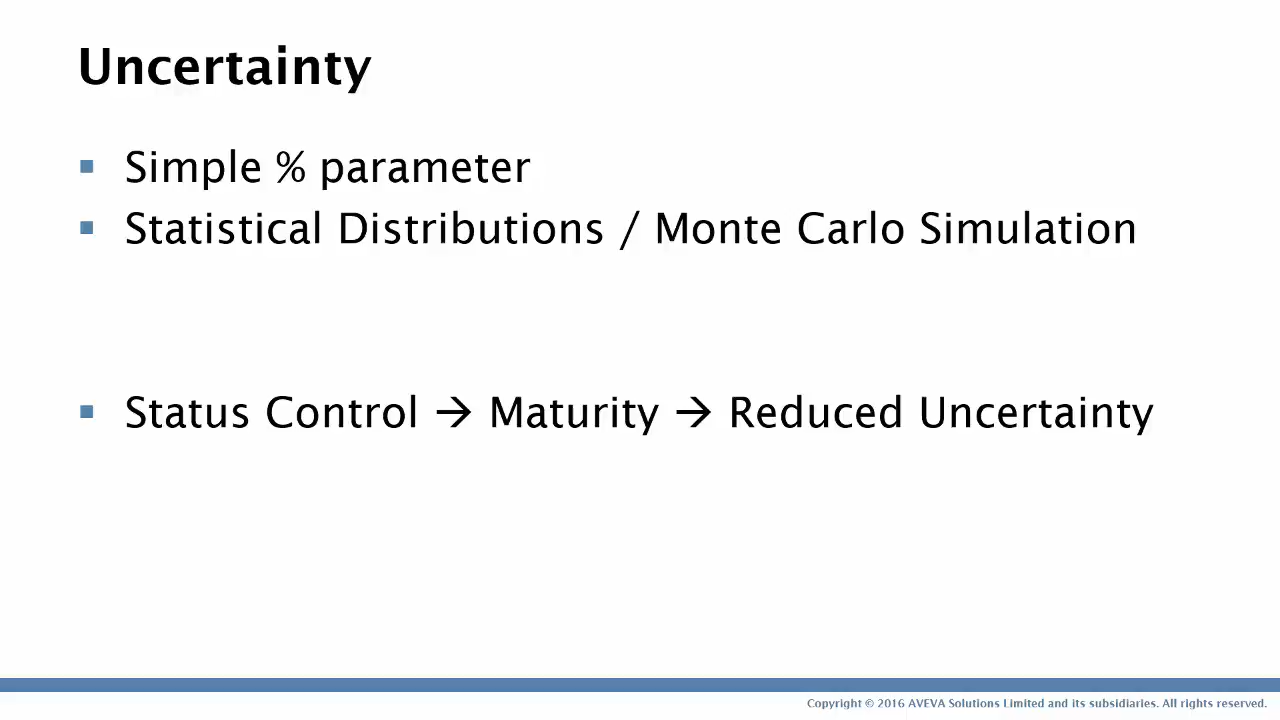 Uncertainty
▪ Simple % parameter
▪ Statistical Distributions / Monte Carlo Simulation
▪ Status Control → Maturity → Reduced Uncertainty
Copyright © 2016 AVEVA Solutions Limited and its subsidiaries. All rights reserved.